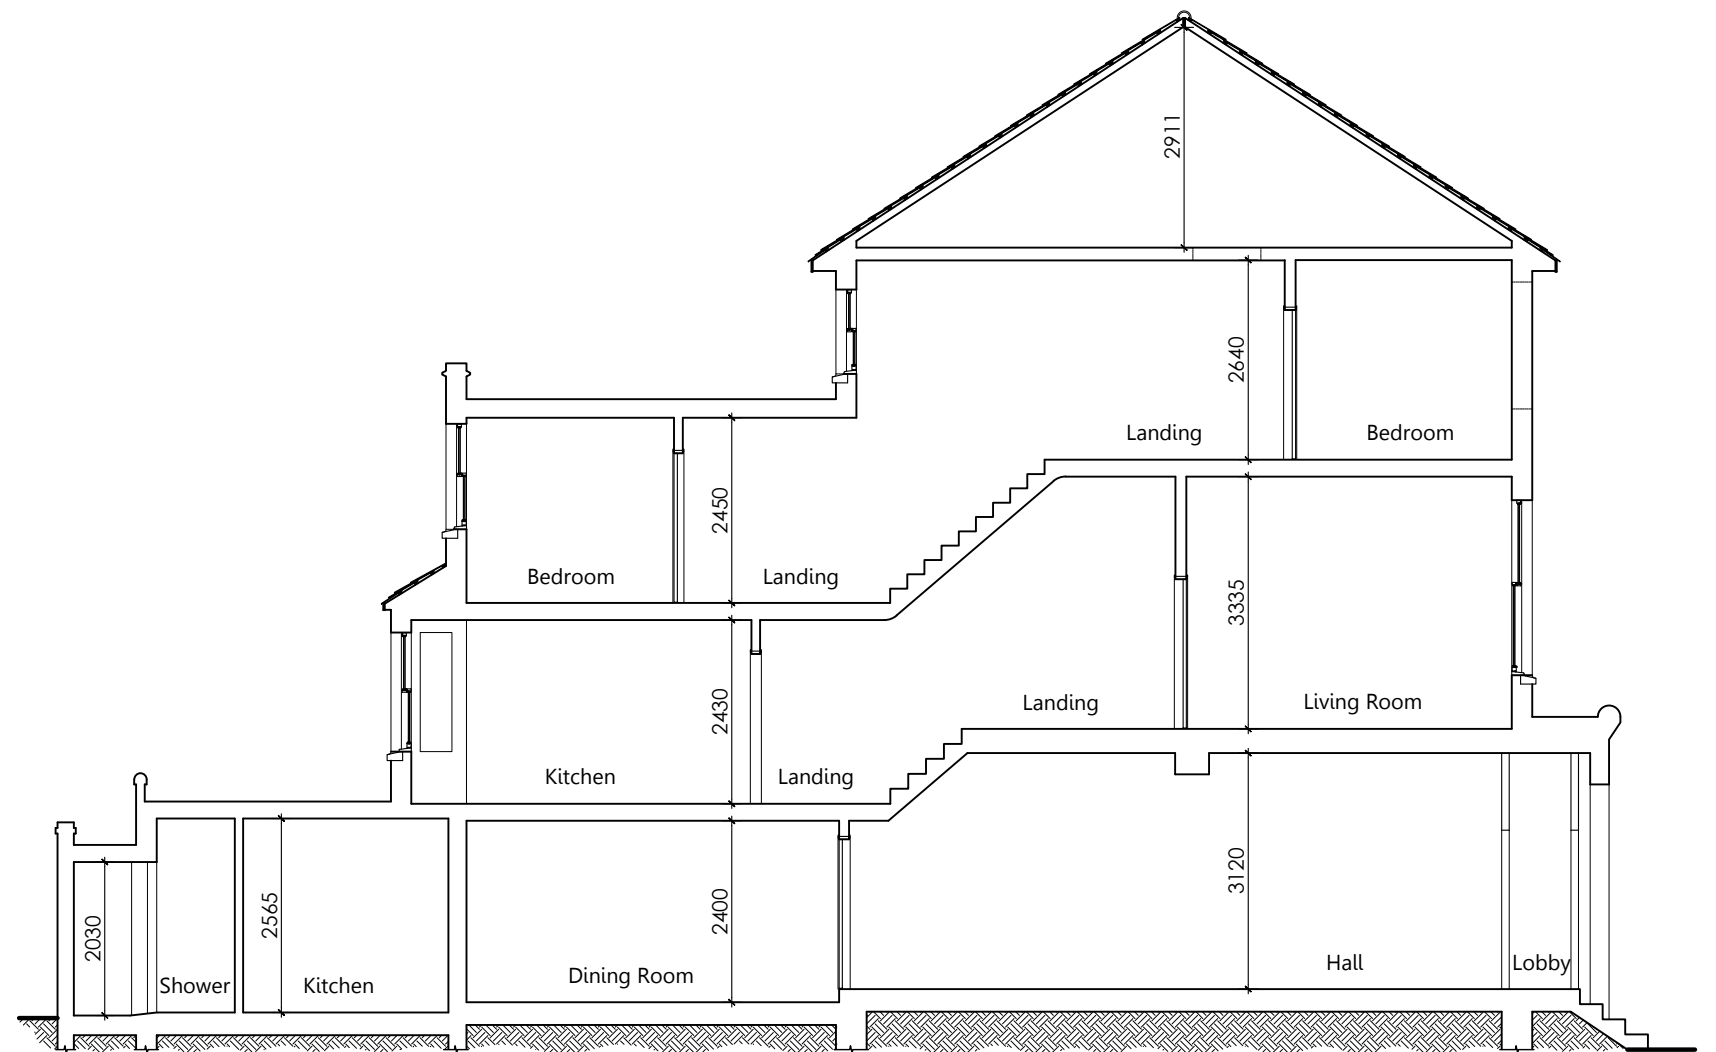 2911
2640
Landing
Bedroom
2450
Bedroom
Landing
3335
2430
Landing
Living Room
Kitchen
Landing
3120
2565
2400
2030
Hall
Lobby
Dining Room
Shower
Kitchen